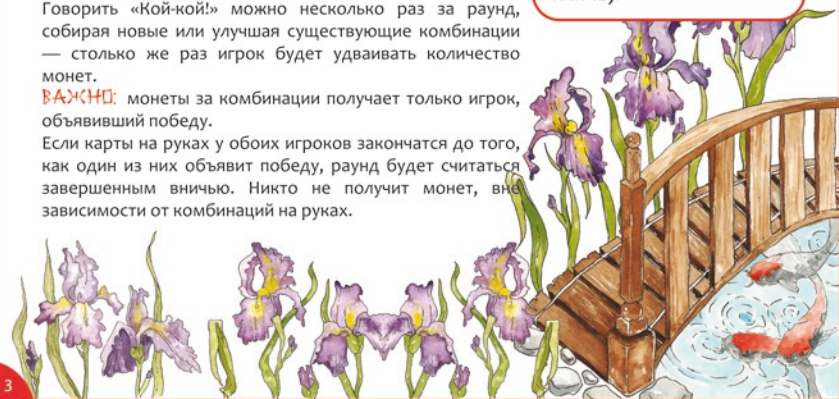 Говорить «Кой-кой!» можно несколько раз за раунд,
собирая новые или улучшая существующие комбинации
— столько же раз игрок будет удваивать количество
монет.
ВАЖНО: монеты за комбинации получает только игрок,
объявивший победу.
Если карты на руках у обоих игроков закончатся до того,
как один из них объявит победу, раунд будет считаться
завершенным вничью. Никто не получит монет, вне
зависимости от комбинаций на руках.
3